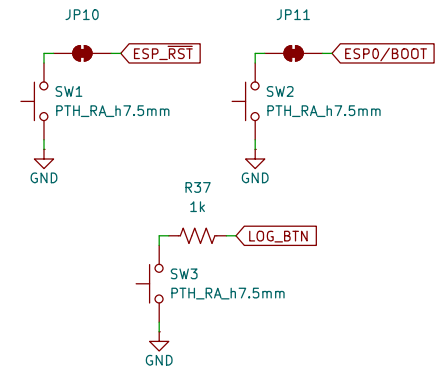 JP10
JP11
ESP_RST
ESP0/BOOT
SW1
PTH_RA_h7.5mm
SW2
PTH_RA_h7.5mm
GND
GND
R37
1k
LOG_BTN
SW3
PTH_RA_h7.5mm
GND